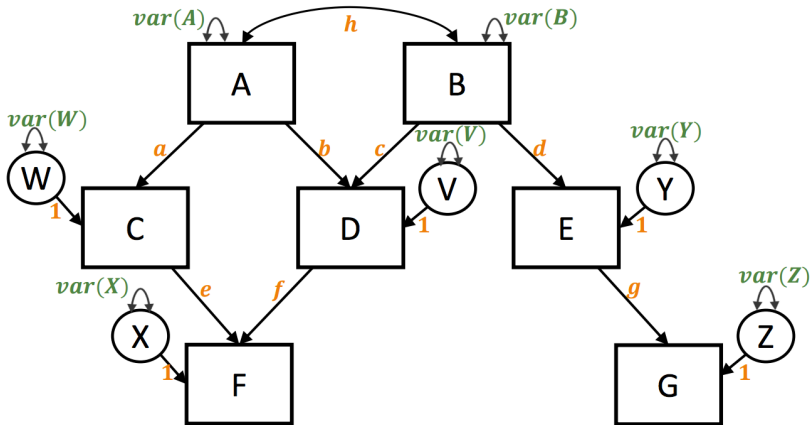 var(A)
h
var(B)
A
B
var(W)
a
b
c
var(V)
d
var(Y)
W
V
Y
1
C
D
1
E
1
var(X)
e
f
g
var(Z)
X
Z
1
F
G
1